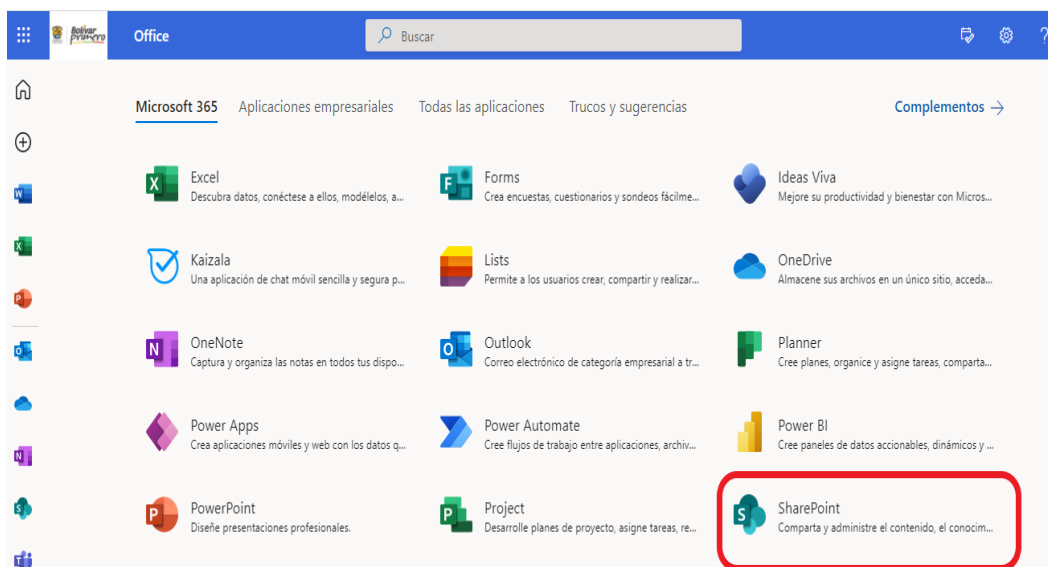 Bolívar Primero Office Buscar ?
Microsoft 365 Aplicaciones empresariales Todas las aplicaciones Trucos y sugerencias Complementos →
Excel Forms Ideas Viva
Descubra datos, conéctese a ellos, modélelos, a... Crea encuestas, cuestionarios y sondeos fácilme... Mejore su productividad y bienestar con Micros...
Kaizala Lists OneDrive
Una aplicación de chat móvil sencilla y segura p... Permite a los usuarios crear, compartir y realizar... Almacene sus archivos en un único sitio, acceda...
OneNote Outlook Planner
Captura y organiza las notas en todos tus dispo... Correo electrónico de categoría empresarial a tr... Cree planes, organice y asigne tareas, comparta...
Power Apps Power Automate Power BI
Crea aplicaciones móviles y web con los datos q... Cree flujos de trabajo entre aplicaciones, archiv... Cree paneles de datos accionables, dinámicos y ...
PowerPoint Project SharePoint
Diseñe presentaciones profesionales. Desarrolle planes de proyecto, asigne tareas, re... Comparta y administre el contenido, el conocim...